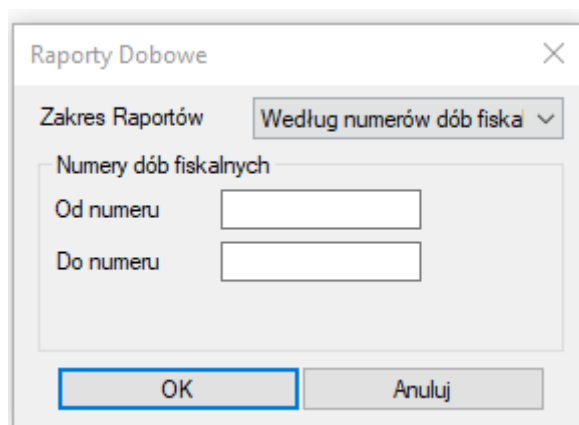 Raporty Dobowe
Zakres Raportów Według numerów dób fiskal
Numery dób fiskalnych
Od numeru
Do numeru
OK Anuluj